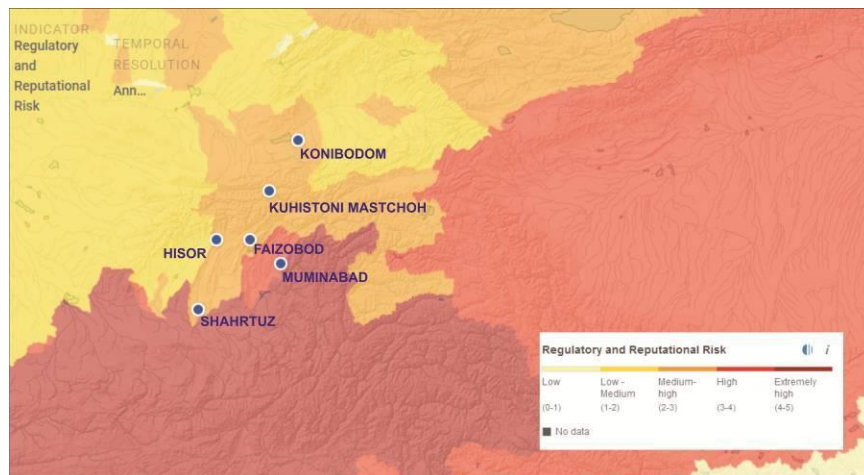 INDICATOR
Regulatory
and
Reputational
Risk
TEMPORAL
RESOLUTION
Ann...
KONIBODOM
KUHISTONI MASTCHOH
HISOR
FAIZOBOD
MUMINABAD
SHAHRTUZ
Regulatory and Reputational Risk i
Low Low - Medium- High Extremely
Medium high high
(0-1) (1-2) (2-3) (3-4) (4-5)
No data